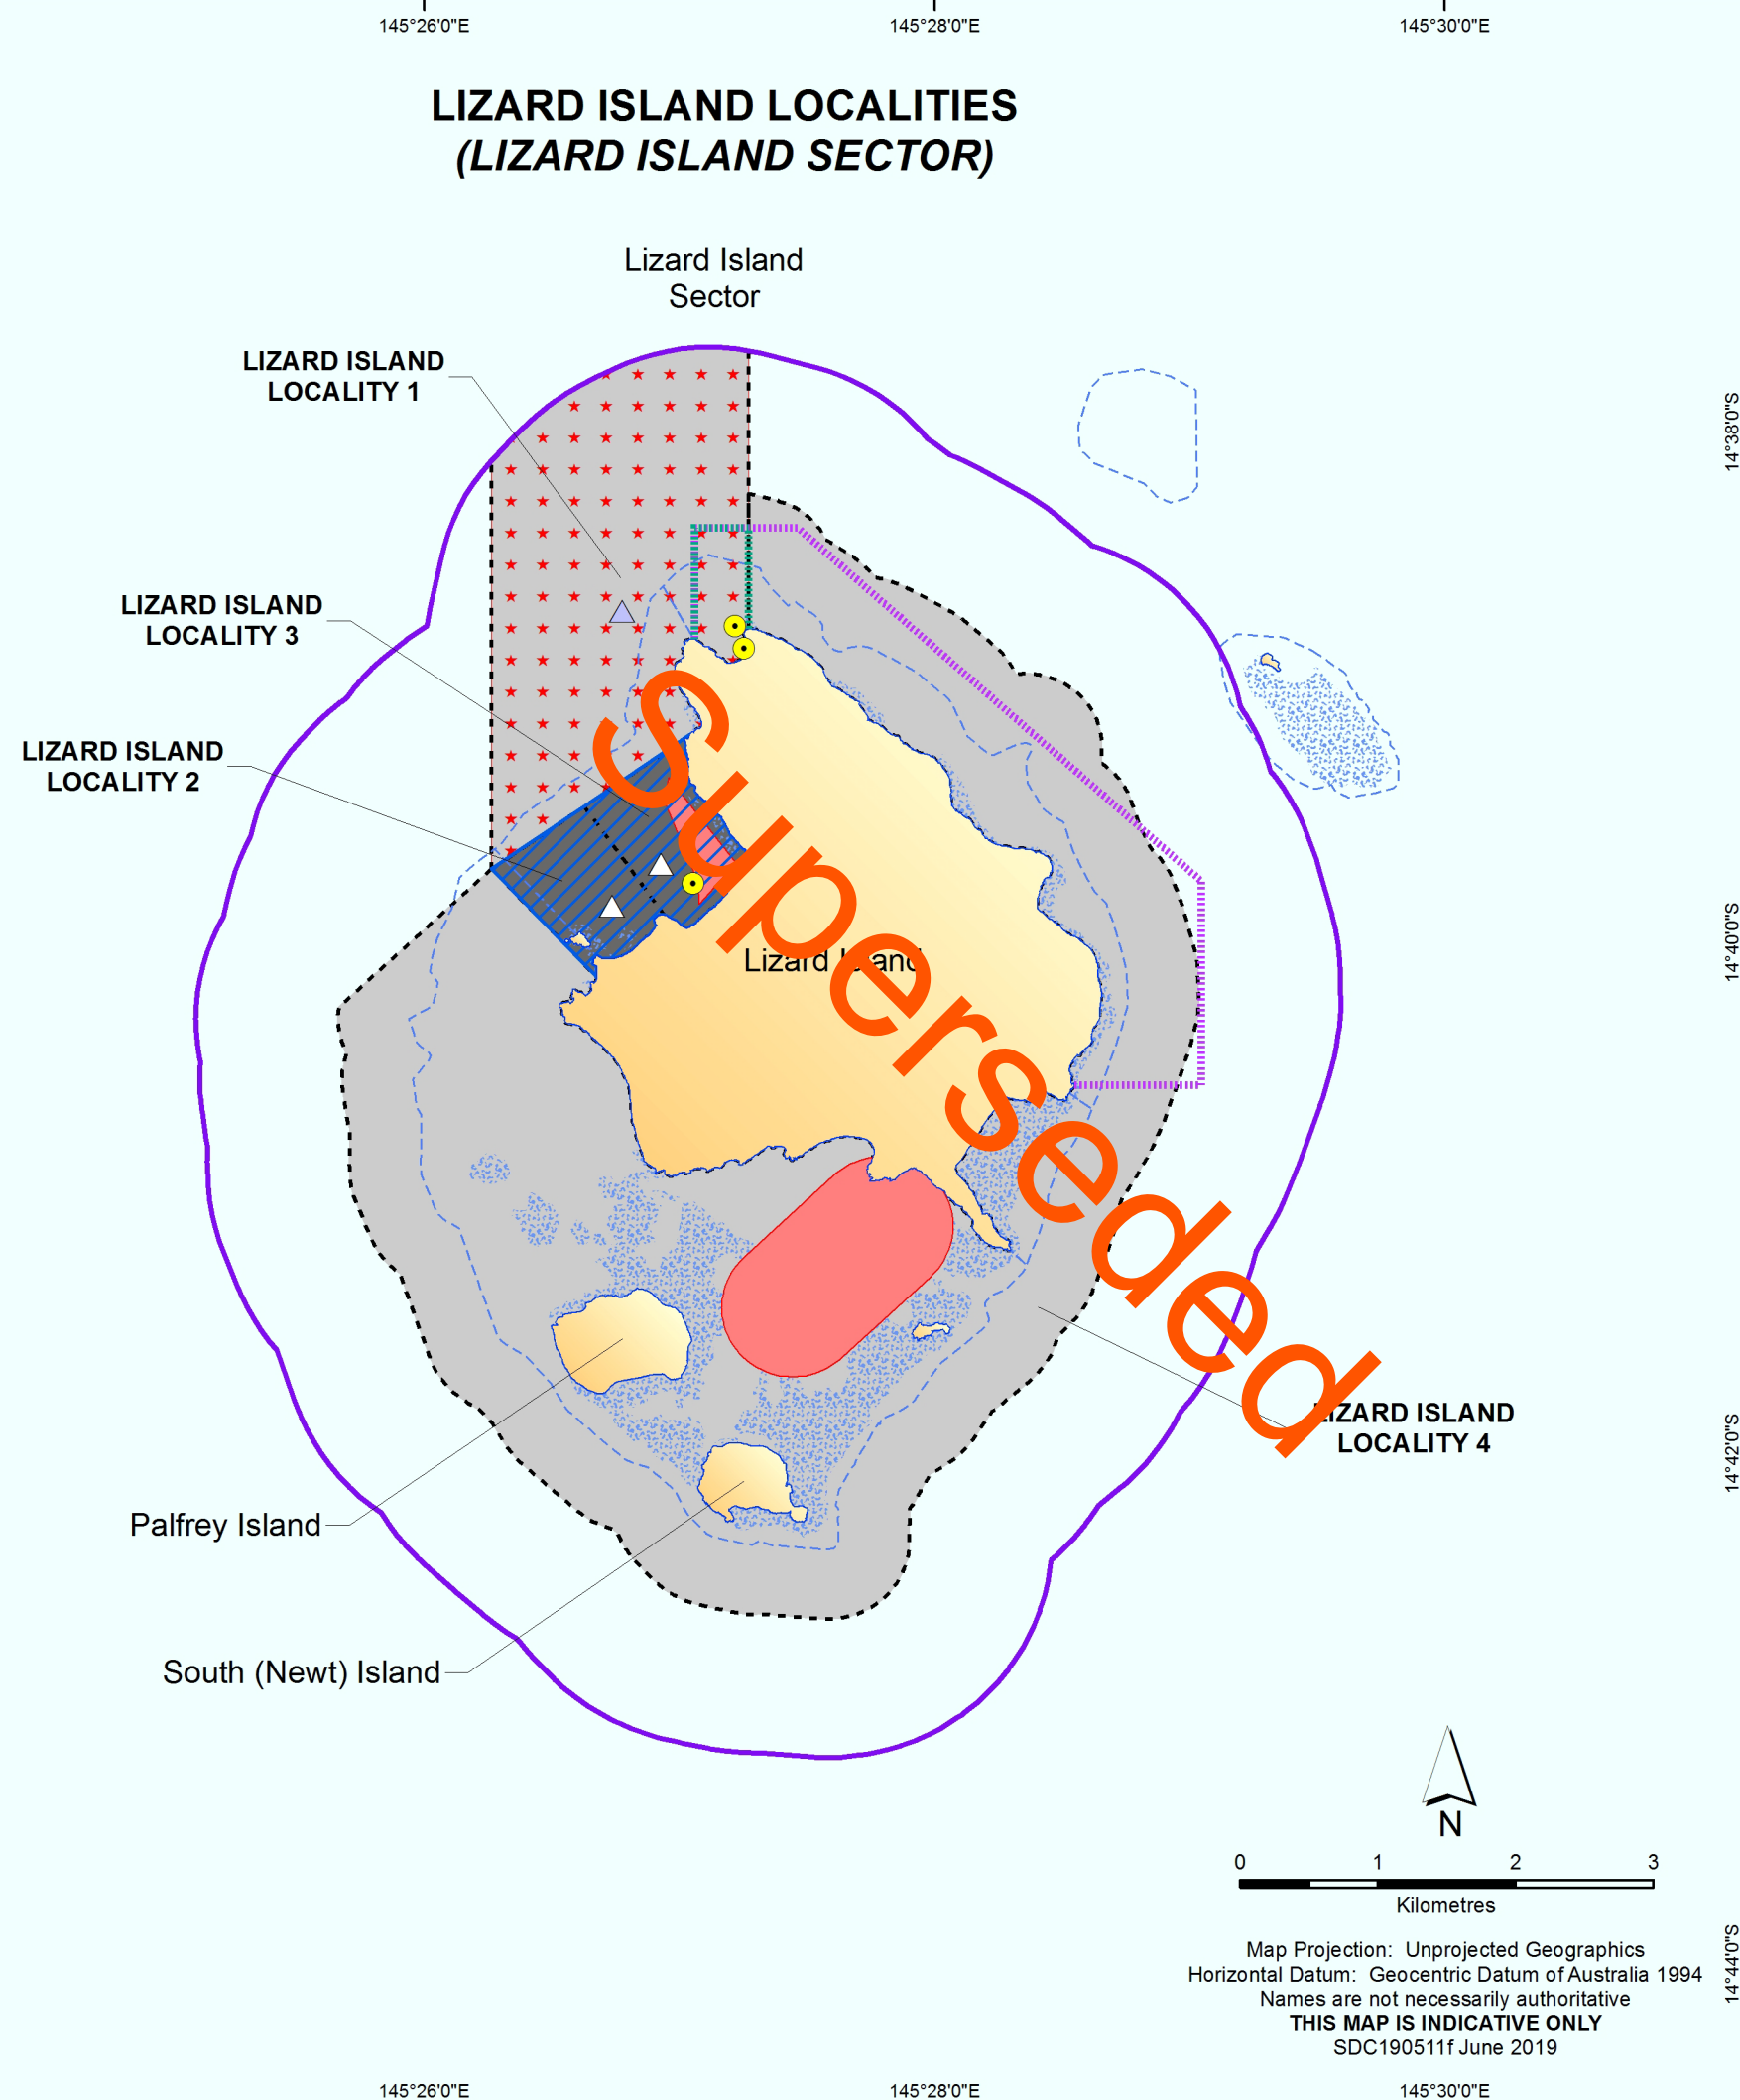 145°26'0"E
145°28'0"E
145°30'0"E
LIZARD ISLAND LOCALITIES
(LIZARD ISLAND SECTOR)
Lizard Island
Sector
LIZARD ISLAND
LOCALITY 1
14°38'0"S
LIZARD ISLAND
LOCALITY 3
LIZARD ISLAND
LOCALITY 2
Superseded
Lizard Island
14°40'0"S
LIZARD ISLAND
LOCALITY 4
14°42'0"S
Palfrey Island
South (Newt) Island
N
0 1 2 3
Kilometres
Map Projection: Unprojected Geographics
Horizontal Datum: Geocentric Datum of Australia 1994
Names are not necessarily authoritative
THIS MAP IS INDICATIVE ONLY
SDC190511f June 2019
14°44'0"S
145°26'0"E
145°28'0"E
145°30'0"E